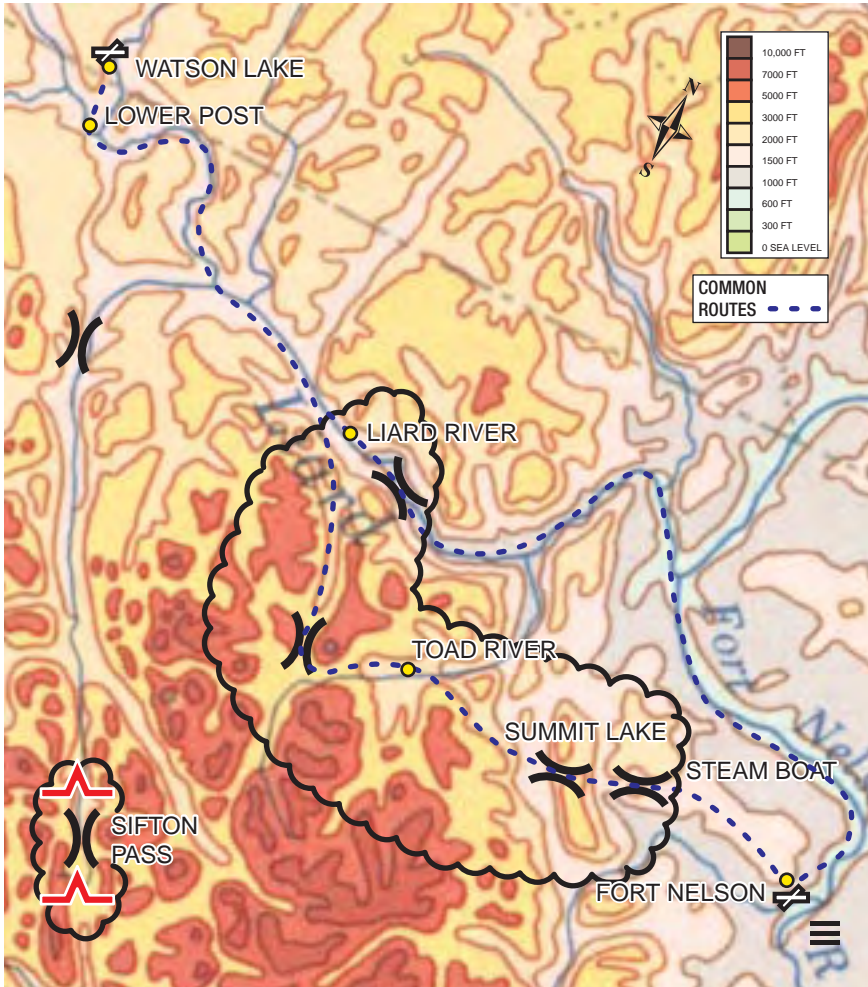 WATSON LAKE
LOWER POST
N
S
10,000 FT
7000 FT
5000 FT
3000 FT
2000 FT
1500 FT
1000 FT
600 FT
300 FT
0 SEA LEVEL
COMMON
ROUTES
Liard
LIARD RIVER
Fort
Nel
TOAD RIVER
SUMMIT LAKE
STEAM BOAT
SIFTON
PASS
FORT NELSON
R